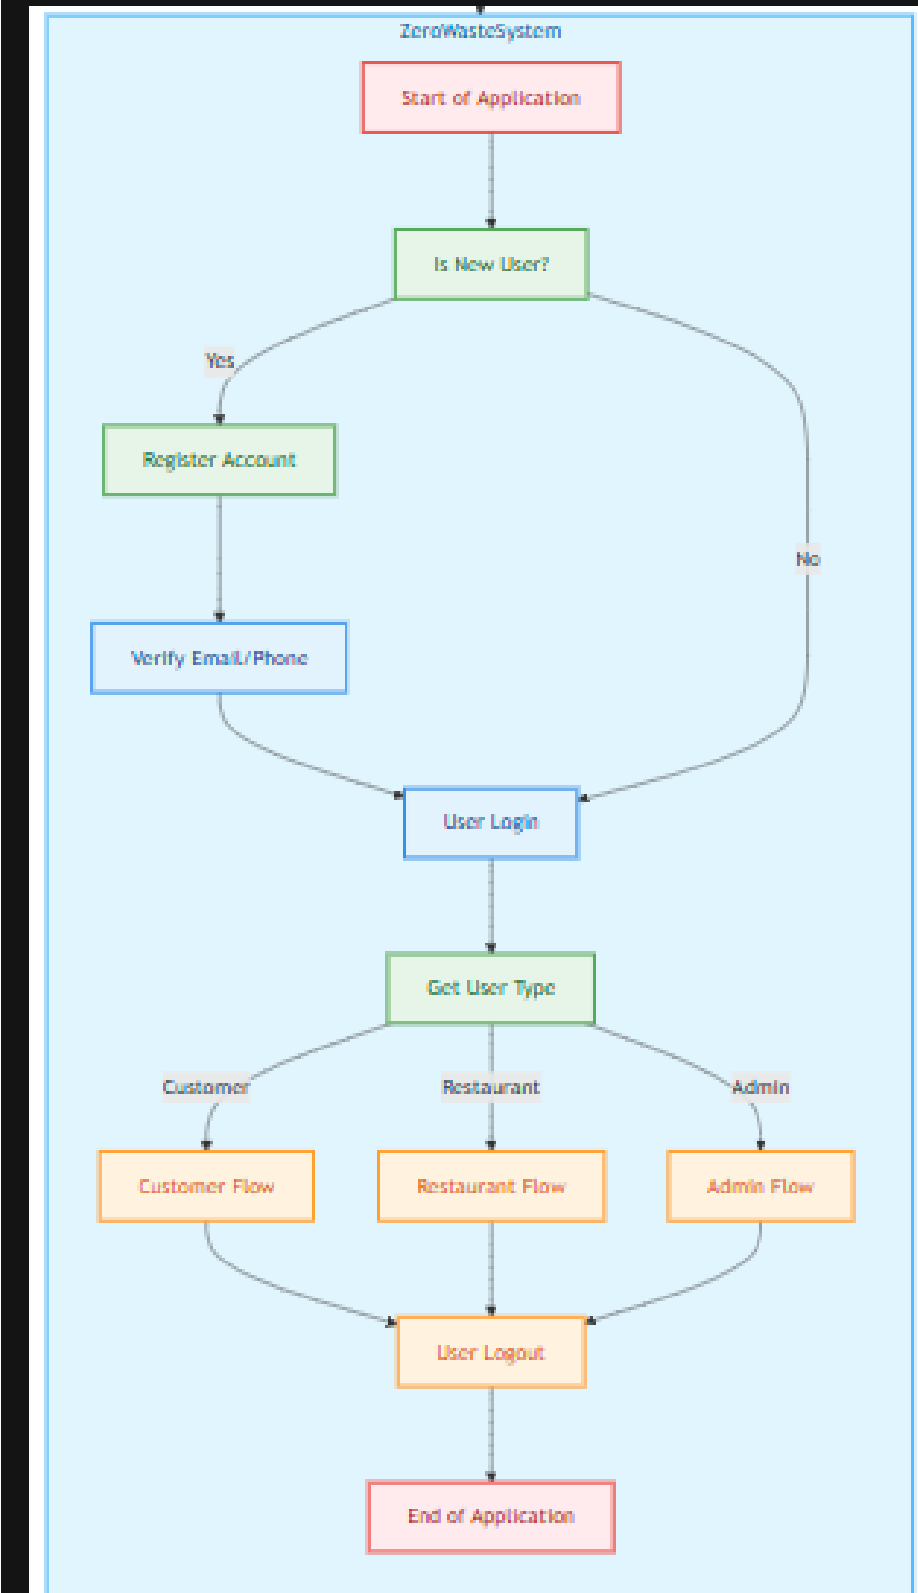 ZeroWasteSystem
Start of Application
Is New User?
Yes
Register Account
No
Verify Email/Phone
User Login
Get User Type
Customer
Restaurant
Admin
Customer Flow
Restaurant Flow
Admin Flow
User Logout
End of Application